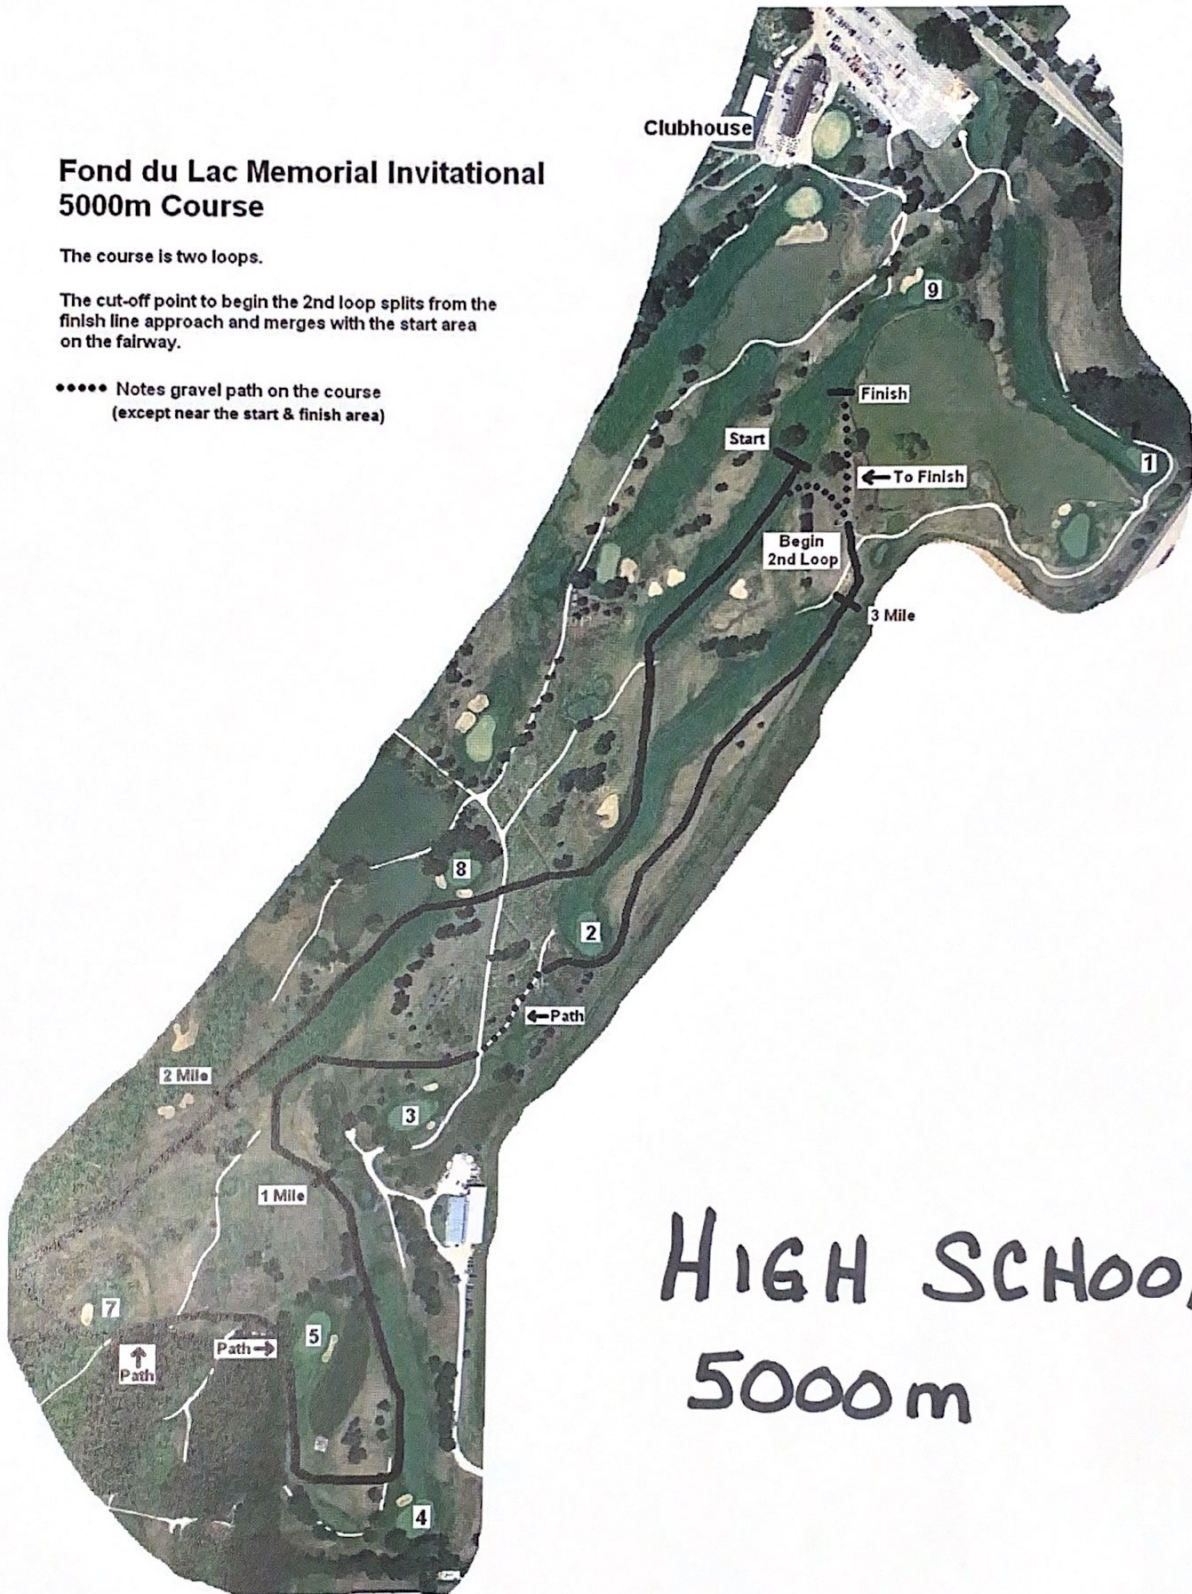 Clubhouse
Fond du Lac Memorial Invitational
5000m Course
The course is two loops.
The cut-off point to begin the 2nd loop splits from the
finish line approach and merges with the start area
on the fairway.
••••• Notes gravel path on the course
(except near the start & finish area)
9
Finish
Start
1
← To Finish
Begin
2nd Loop
3 Mile
8
2
← Path
2 Mile
3
1 Mile
7
5
Path →
↑
Path
4
HIGH SCHOOL
5000m